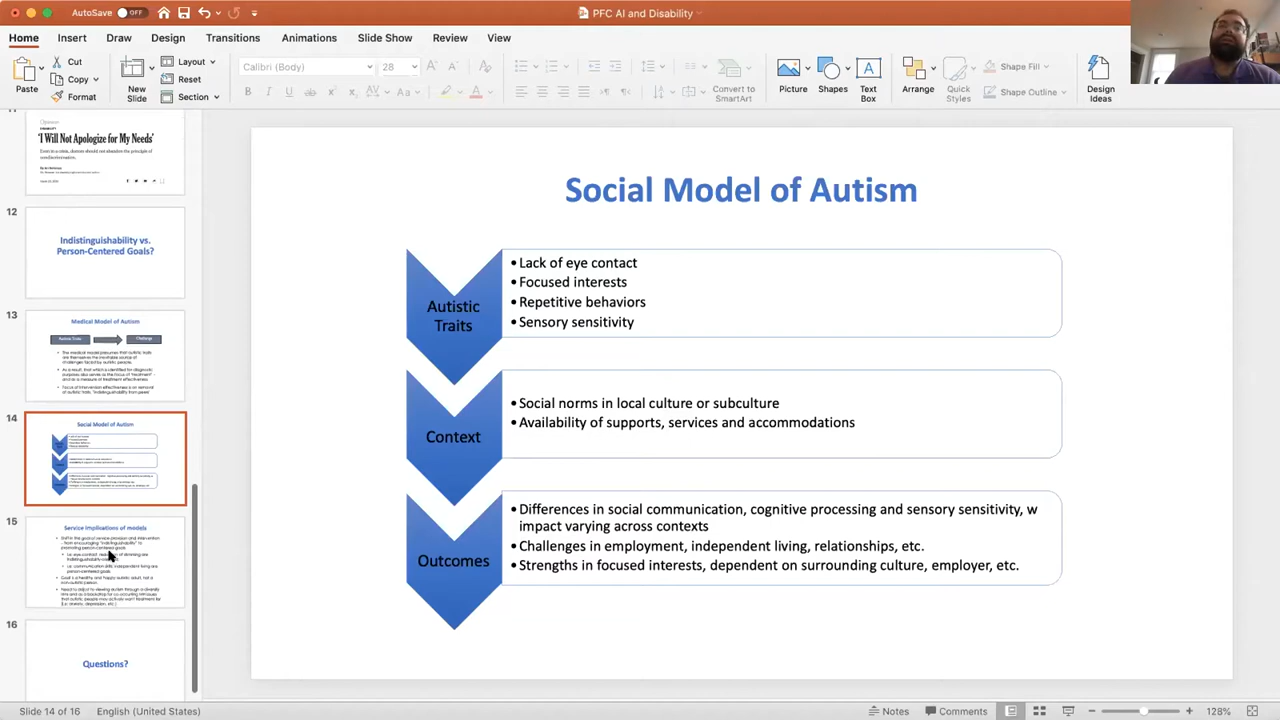 AutoSave OFF
PFC AI and Disability
Home Insert Draw Design Transitions Animations Slide Show Review View
Paste
Cut
Copy
Format
New Slide
Layout
Reset
Section
Calibri (Body) 28
Convert to SmartArt
Picture
Shapes
Text Box
Arrange
Quick Styles
Shape Fill
Shape Outline
Design Ideas
Opinion
'I Will Not Apologize for My Needs'
12
Indistinguishability vs.
Person-Centered Goals?
13
Medical Model of Autism
Autistic Traits
Challenge
14
Social Model of Autism
15
Service Implications of models
16
Questions?
Social Model of Autism
Autistic
Traits
• Lack of eye contact
• Focused interests
• Repetitive behaviors
• Sensory sensitivity
Context
• Social norms in local culture or subculture
• Availability of supports, services and accommodations
Outcomes
• Differences in social communication, cognitive processing and sensory sensitivity, w
impact varying across contexts
• Challenges in employment, independent living, relationships, etc.
• Strengths in focused interests, dependent on surrounding culture, employer, etc.
Slide 14 of 16 English (United States)
Notes Comments 128%